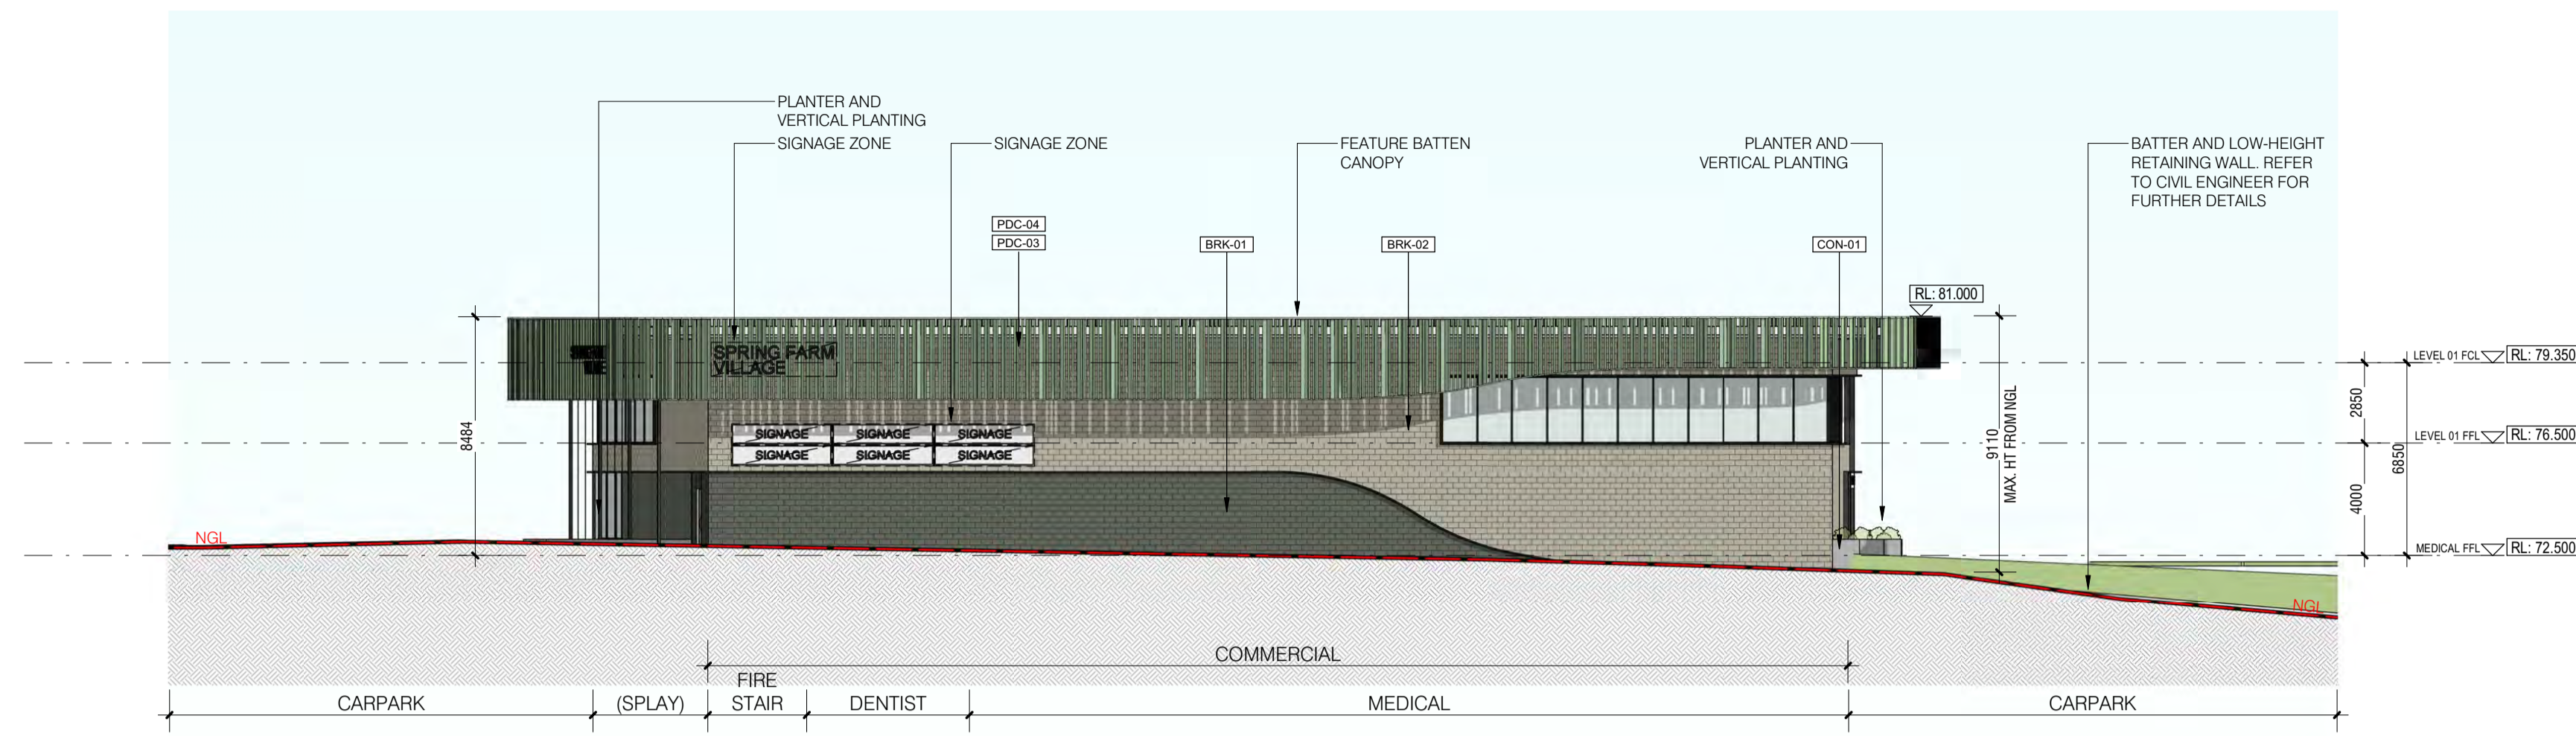 PLANTER AND
VERTICAL PLANTING
SIGNAGE ZONE
SIGNAGE ZONE
FEATURE BATTEN
CANOPY
PLANTER AND
VERTICAL PLANTING
BATTER AND LOW-HEIGHT
RETAINING WALL. REFER
TO CIVIL ENGINEER FOR
FURTHER DETAILS
PDC-04
PDC-03
BRK-01
BRK-02
CON-01
RL: 81.000
SPRING FARM
VILLAGE
LEVEL 01 FCL
RL: 79.350
2850
8484
SIGNAGE
SIGNAGE
SIGNAGE
SIGNAGE
SIGNAGE
SIGNAGE
9110
MAX. HT FROM NGL
LEVEL 01 FFL
RL: 76.500
6850
4000
NGL
MEDICAL FFL
RL: 72.500
NGL
COMMERCIAL
CARPARK
(SPLAY)
FIRE
STAIR
DENTIST
MEDICAL
CARPARK